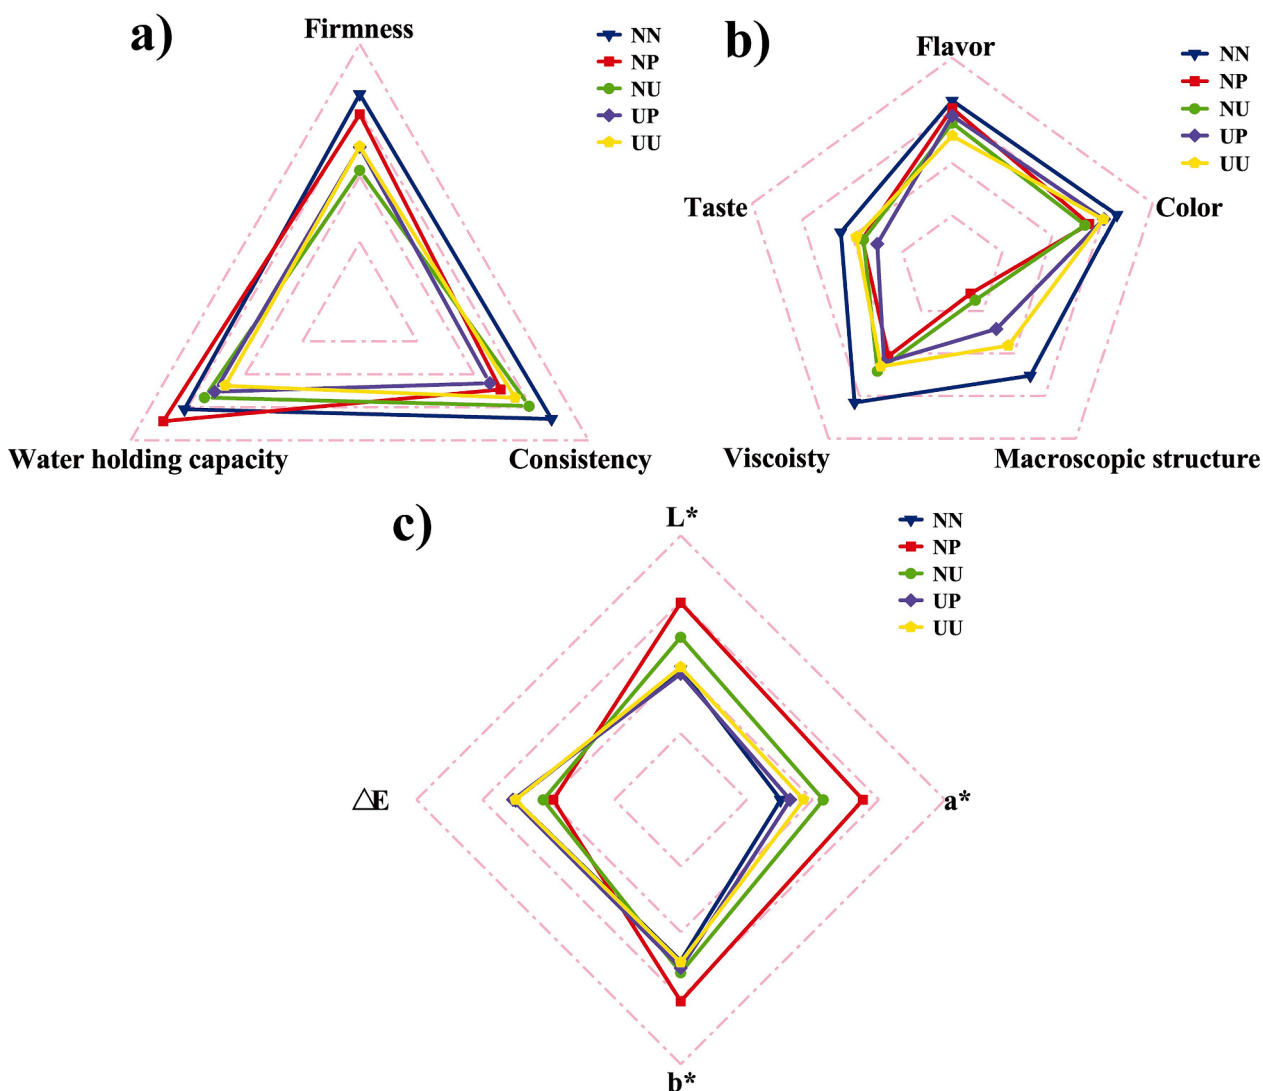 a)
Firmness
NN
NP
NU
UP
UU
Water holding capacity
Consistency
b)
Flavor
NN
NP
NU
UP
UU
Taste
Color
Viscoisty
Macroscopic structure
c)
L*
NN
NP
NU
UP
UU
△E
a*
b*